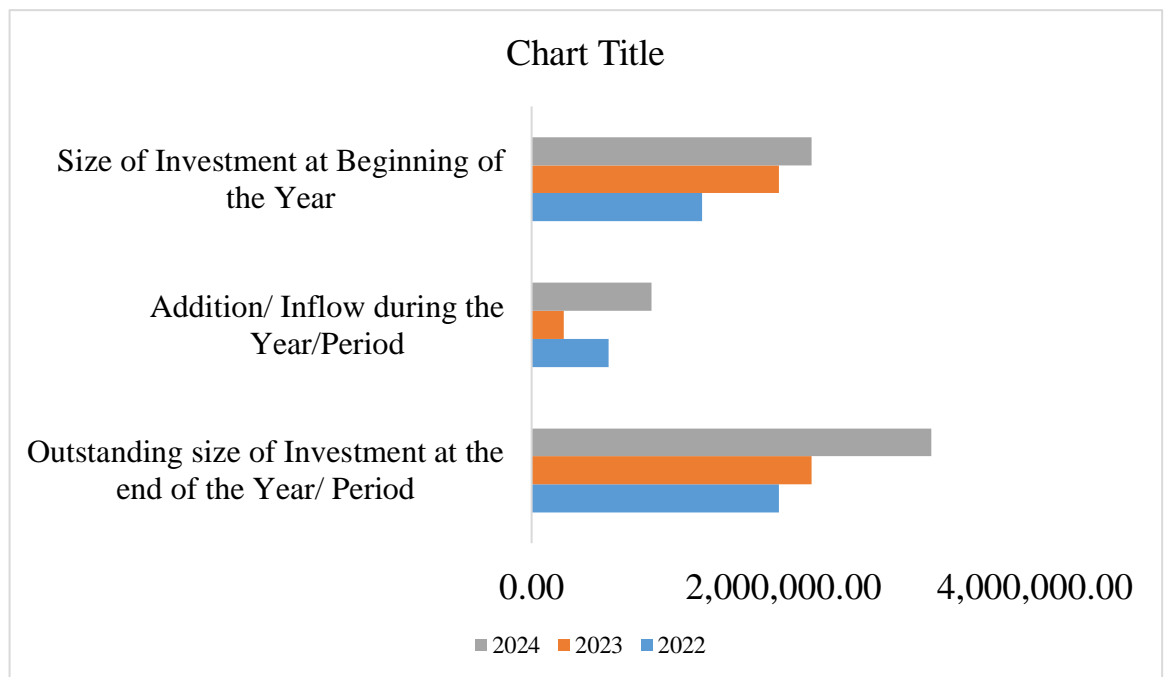 Chart Title
Size of Investment at Beginning of
the Year
Addition/ Inflow during the
Year/Period
Outstanding size of Investment at the
end of the Year/ Period
0.00 2,000,000.00 4,000,000.00
2024 2023 2022